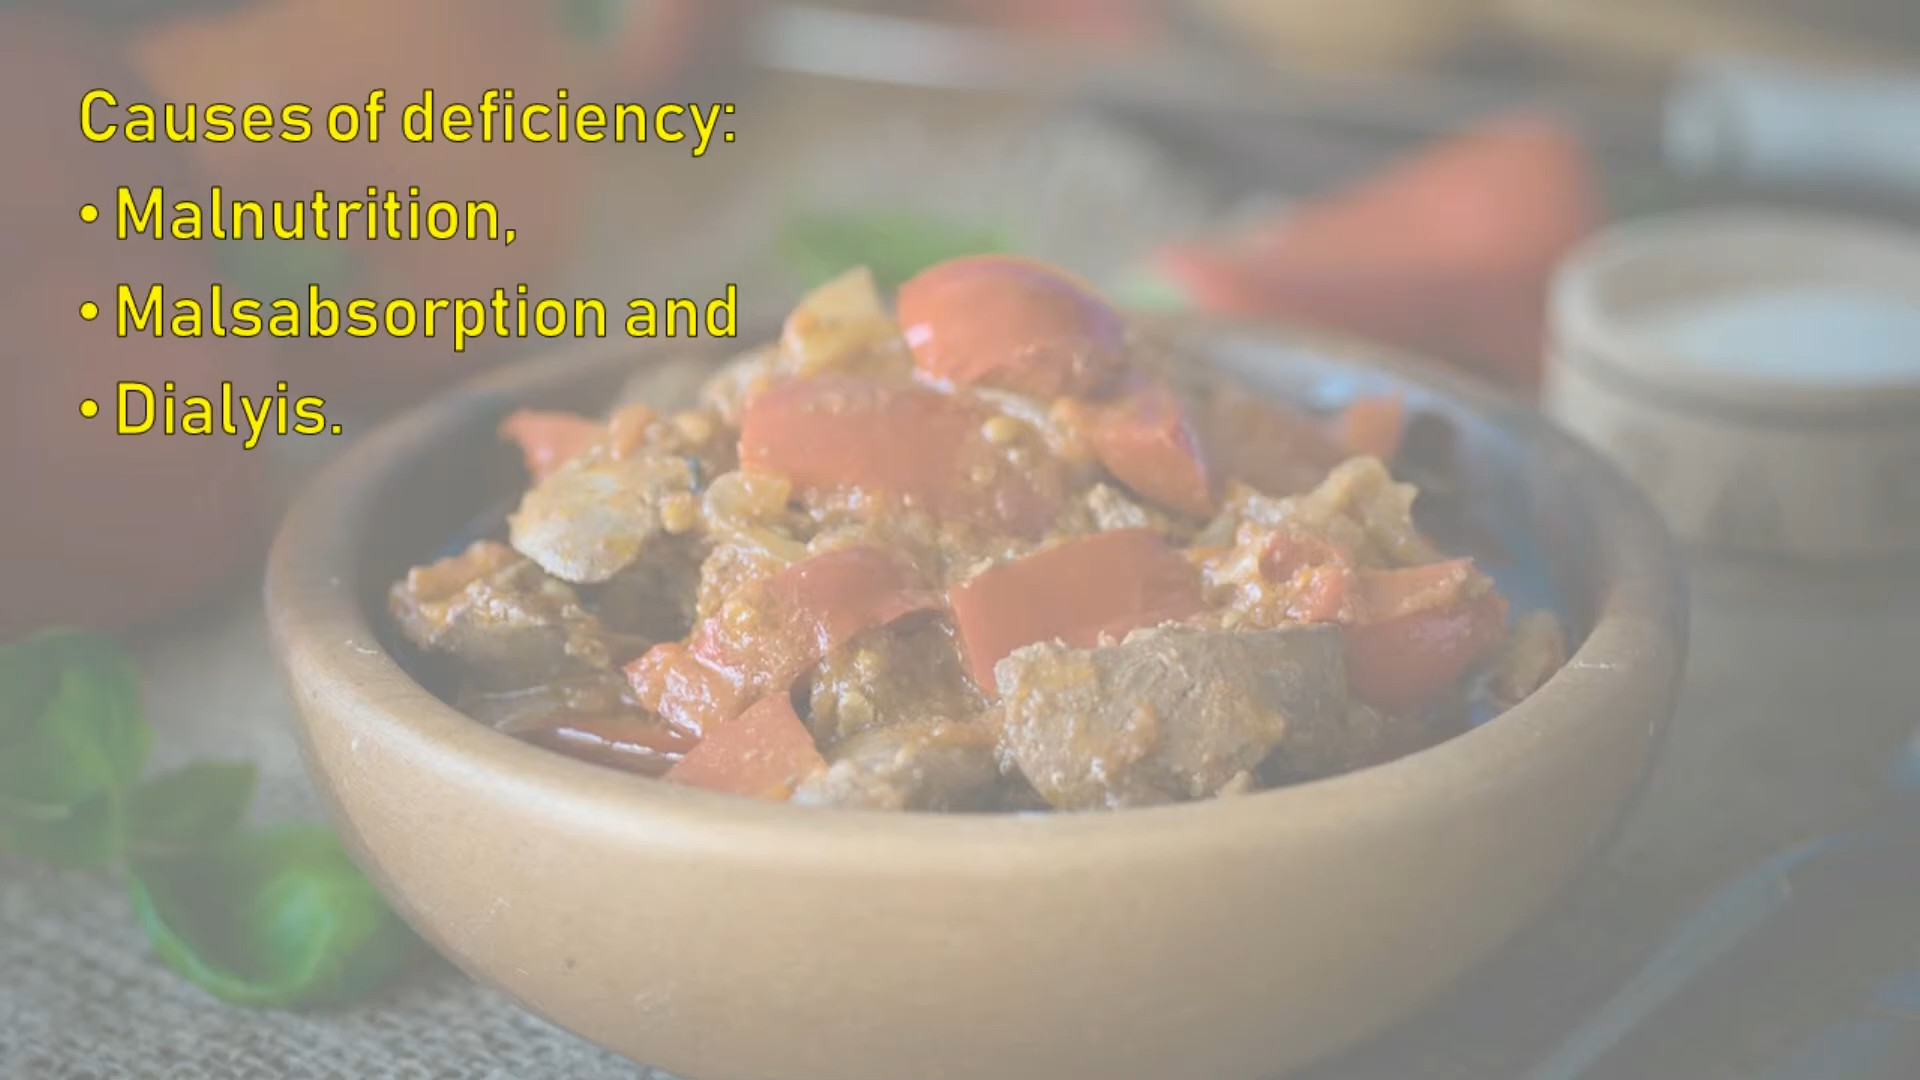 Causes of deficiency:
• Malnutrition,
• Malsabsorption and
• Dialyis.